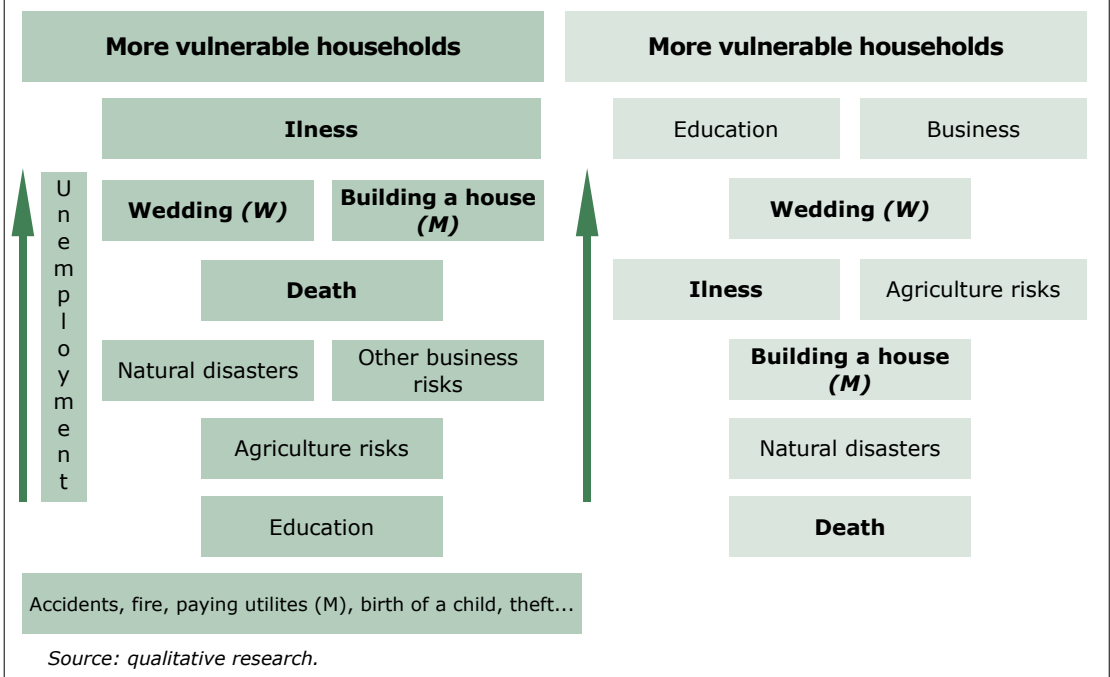 More vulnerable households
Ilness
Unemployment
Wedding (W)
Building a house
(M)
Death
Natural disasters
Other business
risks
Agriculture risks
Education
Accidents, fire, paying utilites (M), birth of a child, theft...
More vulnerable households
Education
Business
Wedding (W)
Ilness
Agriculture risks
Building a house
(M)
Natural disasters
Death
Source: qualitative research.